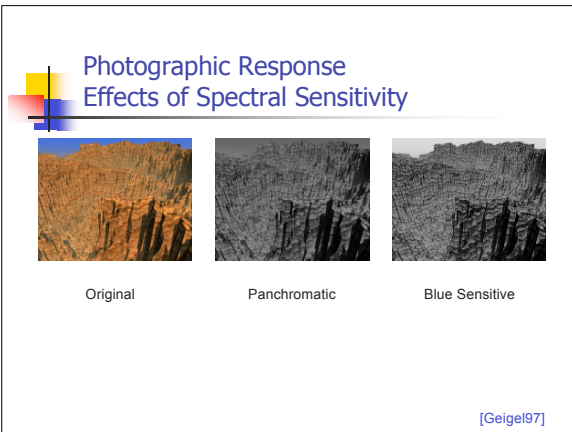 Photographic Response
Effects of Spectral Sensitivity
Original
Panchromatic
Blue Sensitive
[Geigel97]